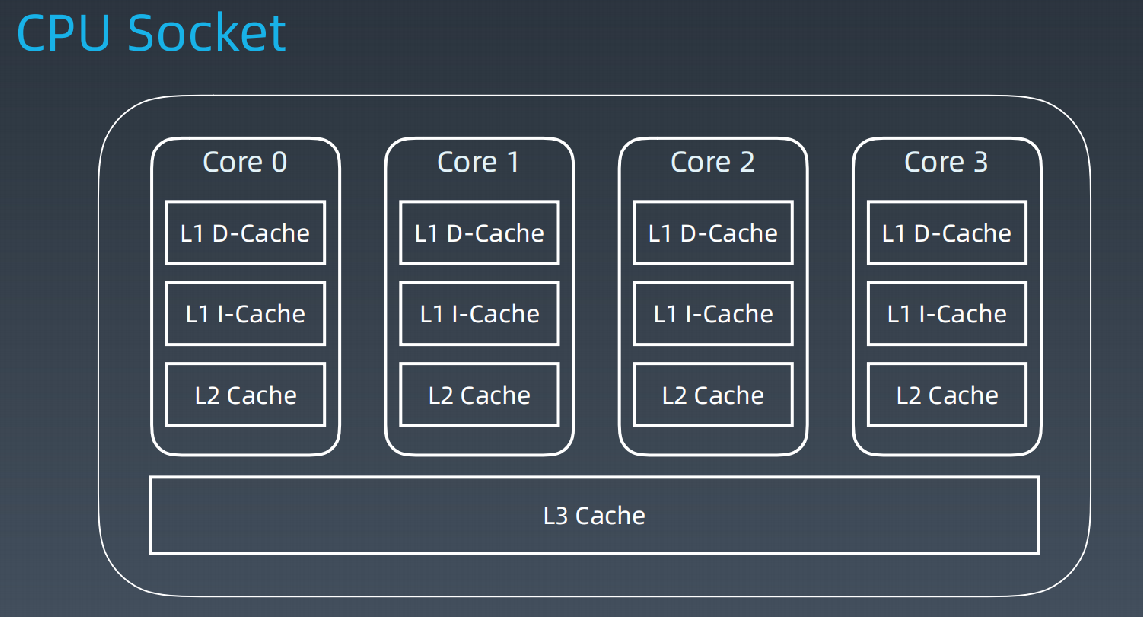 CPU Socket
Core 0
L1 D-Cache
L1 I-Cache
L2 Cache
Core 1
L1 D-Cache
L1 I-Cache
L2 Cache
Core 2
L1 D-Cache
L1 I-Cache
L2 Cache
Core 3
L1 D-Cache
L1 I-Cache
L2 Cache
L3 Cache